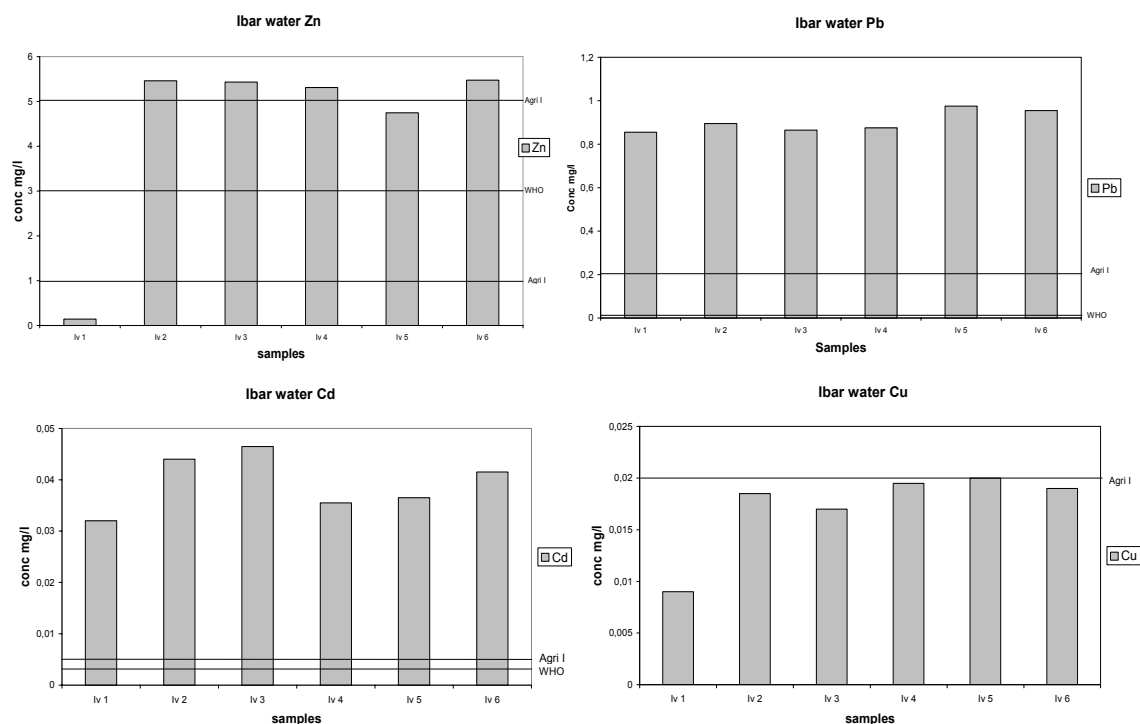 Ibar water Zn
6
5
4
3
2
1
0
conc mg/l
Agri I
WHO
Agri I
Zn
Iv 1 Iv 2 Iv 3 Iv 4 Iv 5 Iv 6
samples
Ibar water Pb
1,2
1
0,8
0,6
0,4
0,2
0
Conc mg/l
Agri I
WHO
Pb
Iv 1 Iv 2 Iv 3 Iv 4 Iv 5 Iv 6
Samples
Ibar water Cd
0,05
0,04
0,03
0,02
0,01
0
conc mg/l
Cd
Agri I
WHO
Iv 1 Iv 2 Iv 3 Iv 4 Iv 5 Iv 6
samples
Ibar water Cu
0,025
0,02
0,015
0,01
0,005
0
conc mg/l
Agri I
Cu
Iv 1 Iv 2 Iv 3 Iv 4 Iv 5 Iv 6
samples